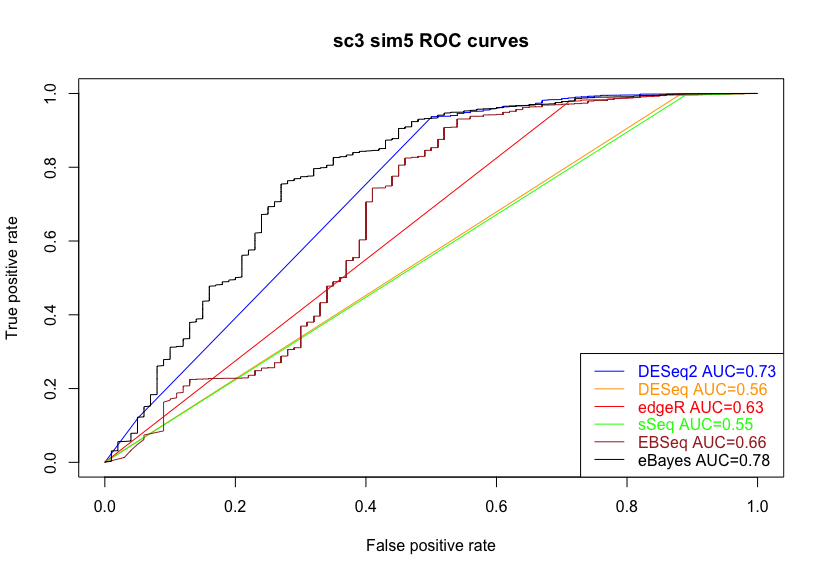 sc3 sim5 ROC curves
True positive rate
1.0
0.8
0.6
0.4
0.2
0.0
DESeq2 AUC=0.73
DESeq AUC=0.56
edgeR AUC=0.63
sSeq AUC=0.55
EBSeq AUC=0.66
eBayes AUC=0.78
0.0 0.2 0.4 0.6 0.8 1.0
False positive rate